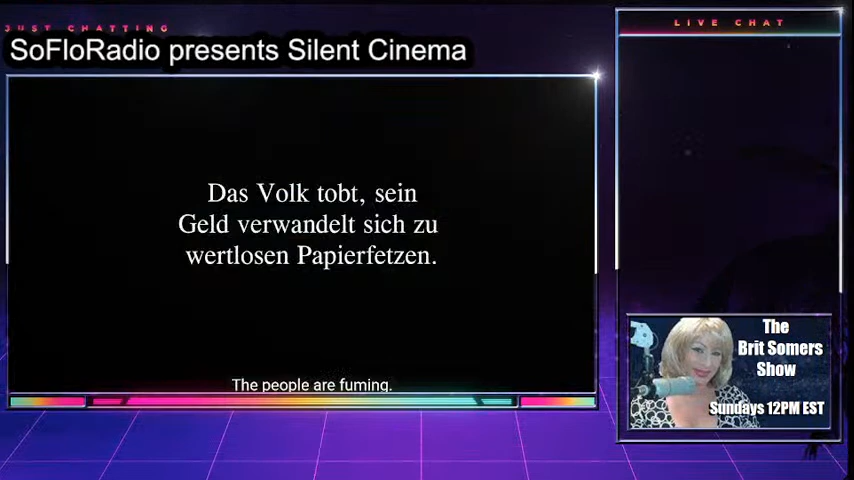 JUST CHATTING
SoFloRadio presents Silent Cinema
Das Volk tobt, sein
Geld verwandelt sich zu
wertlosen Papierfetzen.
The people are fuming.
LIVE CHAT
The
Brit Somers
Show
Sundays 12PM EST